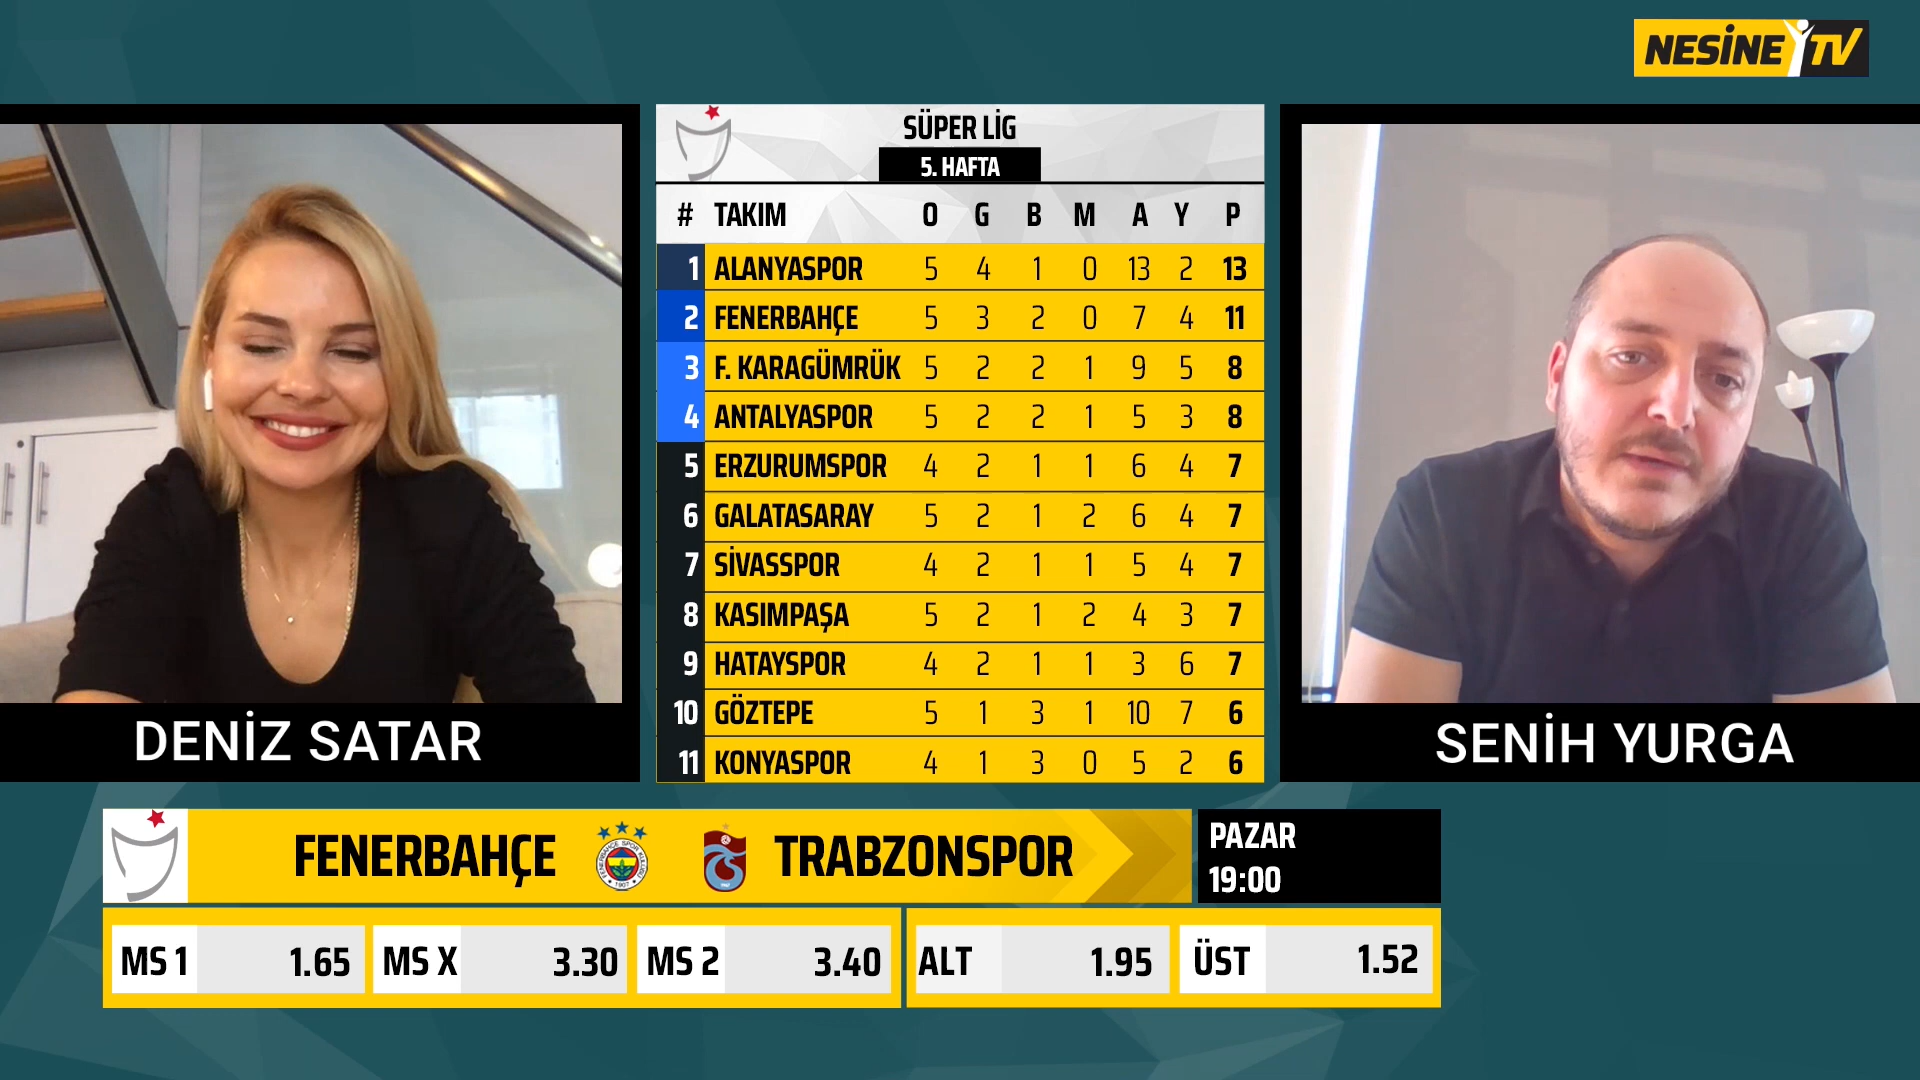 NESİNE TV
SÜPER LİG
5. HAFTA
# TAKIM O G B M A Y P
1 ALANYASPOR 5 4 1 0 13 2 13
2 FENERBAHÇE 5 3 2 0 7 4 11
3 F. KARAGÜMRÜK 5 2 2 1 9 5 8
4 ANTALYASPOR 5 2 2 1 5 3 8
5 ERZURUMSPOR 4 2 1 1 6 4 7
6 GALATASARAY 5 2 1 2 6 4 7
7 SİVASSPOR 4 2 1 1 5 4 7
8 KASIMPAŞA 5 2 1 2 4 3 7
9 HATAYSPOR 4 2 1 1 3 6 7
10 GÖZTEPE 5 1 3 1 10 7 6
11 KONYASPOR 4 1 3 0 5 2 6
DENİZ SATAR
SENİH YURGA
FENERBAHÇE TRABZONSPOR
PAZAR
19:00
MS 1 1.65 MS X 3.30 MS 2 3.40 ALT 1.95 ÜST 1.52